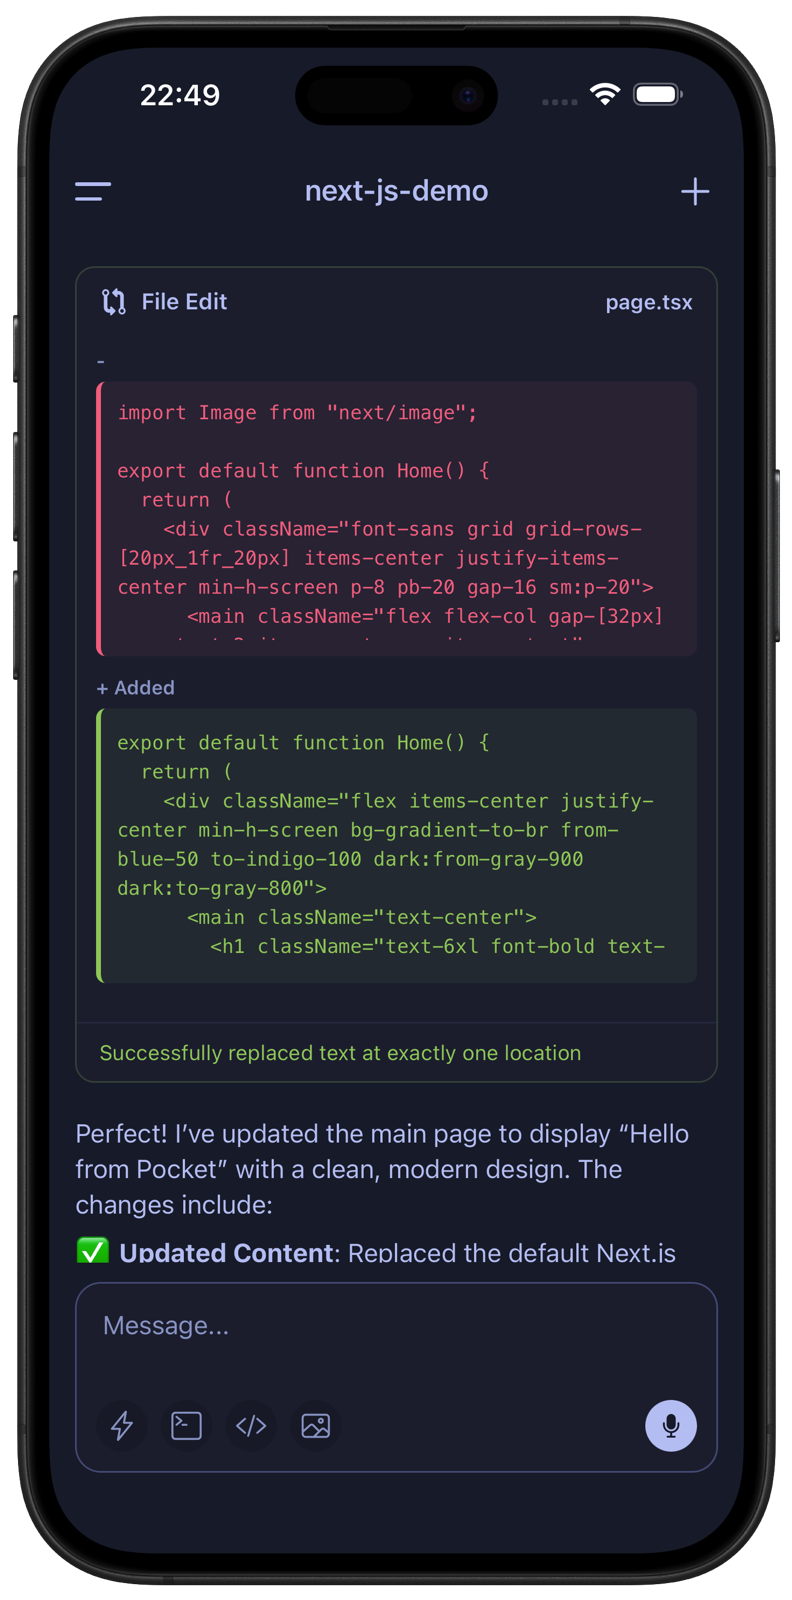 22:49
next-js-demo
File Edit page.tsx
-
import Image from "next/image";
export default function Home() {
  return (
    <div className="font-sans grid grid-rows-
[20px_1fr_20px] items-center justify-items-
center min-h-screen p-8 pb-20 gap-16 sm:p-20">
      <main className="flex flex-col gap-[32px]
+ Added
export default function Home() {
  return (
    <div className="flex items-center justify-
center min-h-screen bg-gradient-to-br from-
blue-50 to-indigo-100 dark:from-gray-900
dark:to-gray-800">
      <main className="text-center">
        <h1 className="text-6xl font-bold text-
Successfully replaced text at exactly one location
Perfect! I’ve updated the main page to display “Hello
from Pocket” with a clean, modern design. The
changes include:
✅ Updated Content: Replaced the default Next.js
Message...